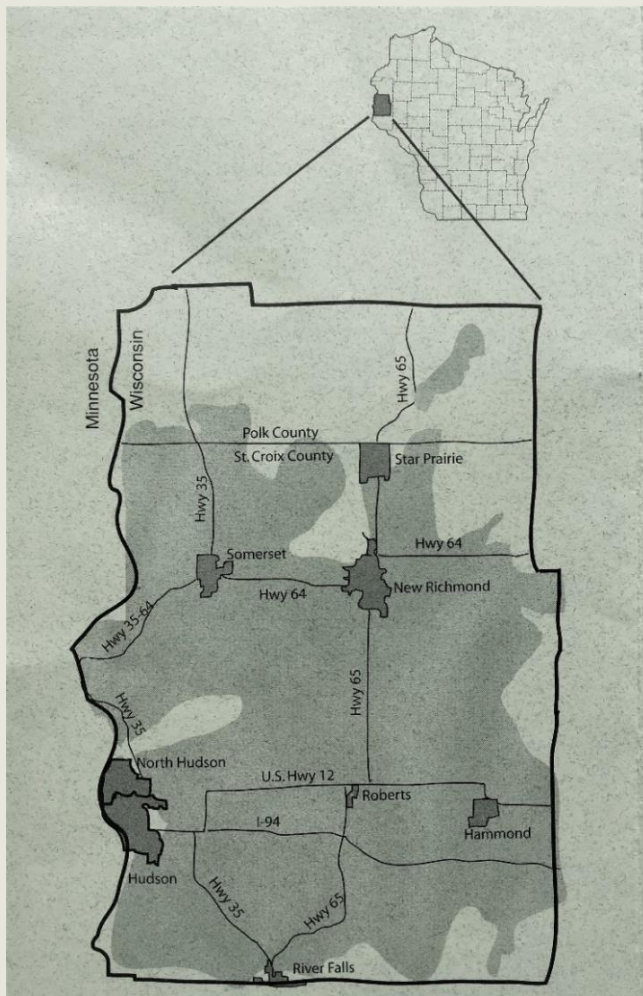 Minnesota
Wisconsin
Hwy 65
Polk County
St. Croix County
Star Prairie
Hwy 35
Hwy 64
Somerset
New Richmond
Hwy 64
Hwy 35-64
Hwy 65
Hwy 35
North Hudson
U.S. Hwy 12
Roberts
I-94
Hammond
Hudson
Hwy 35
Hwy 65
River Falls